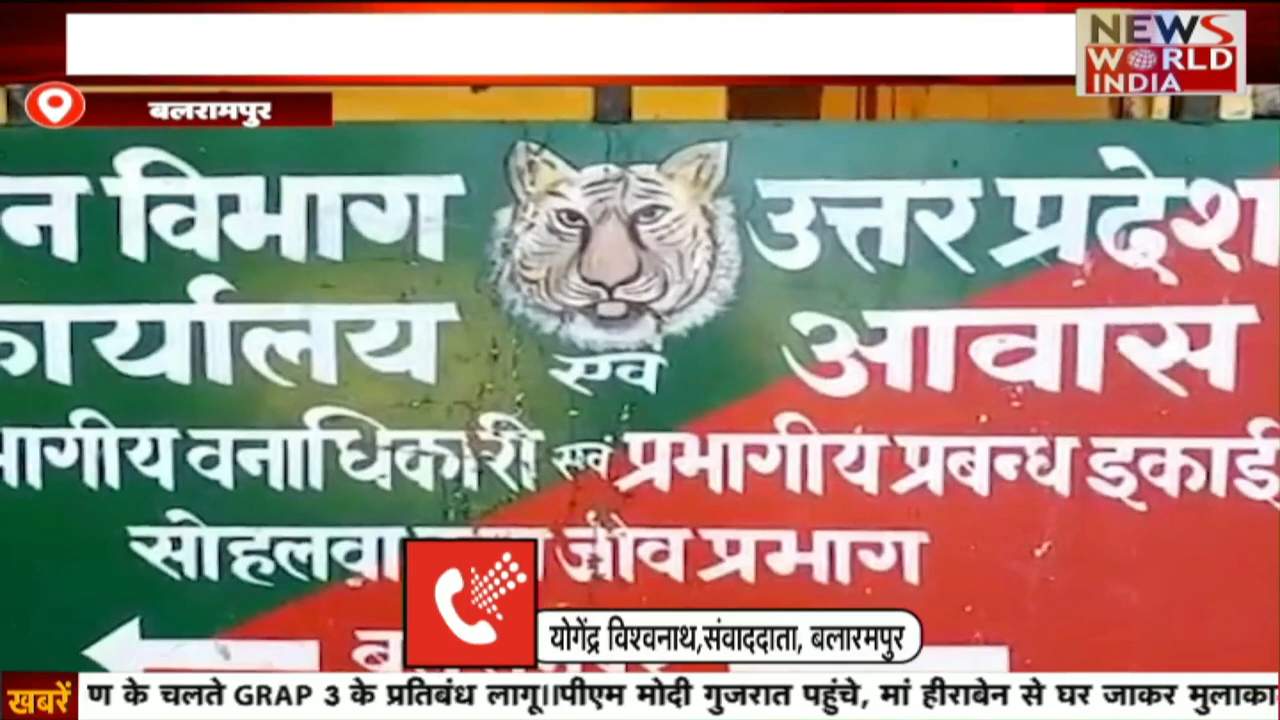 NEWS
WORLD
INDIA
बलरामपुर
न विभाग उत्तर प्रदेश
कार्यालय एवं आवास
भागीय वनाधिकारी एवं प्रभागीय प्रबन्ध इकाई
सोहलवा जीव प्रभाग
योगेंद्र विश्वनाथ,संवाददाता, बलारमपुर
खबरें ण के चलते GRAP 3 के प्रतिबंध लागू।।पीएम मोदी गुजरात पहुंचे, मां हीराबेन से घर जाकर मुलाका